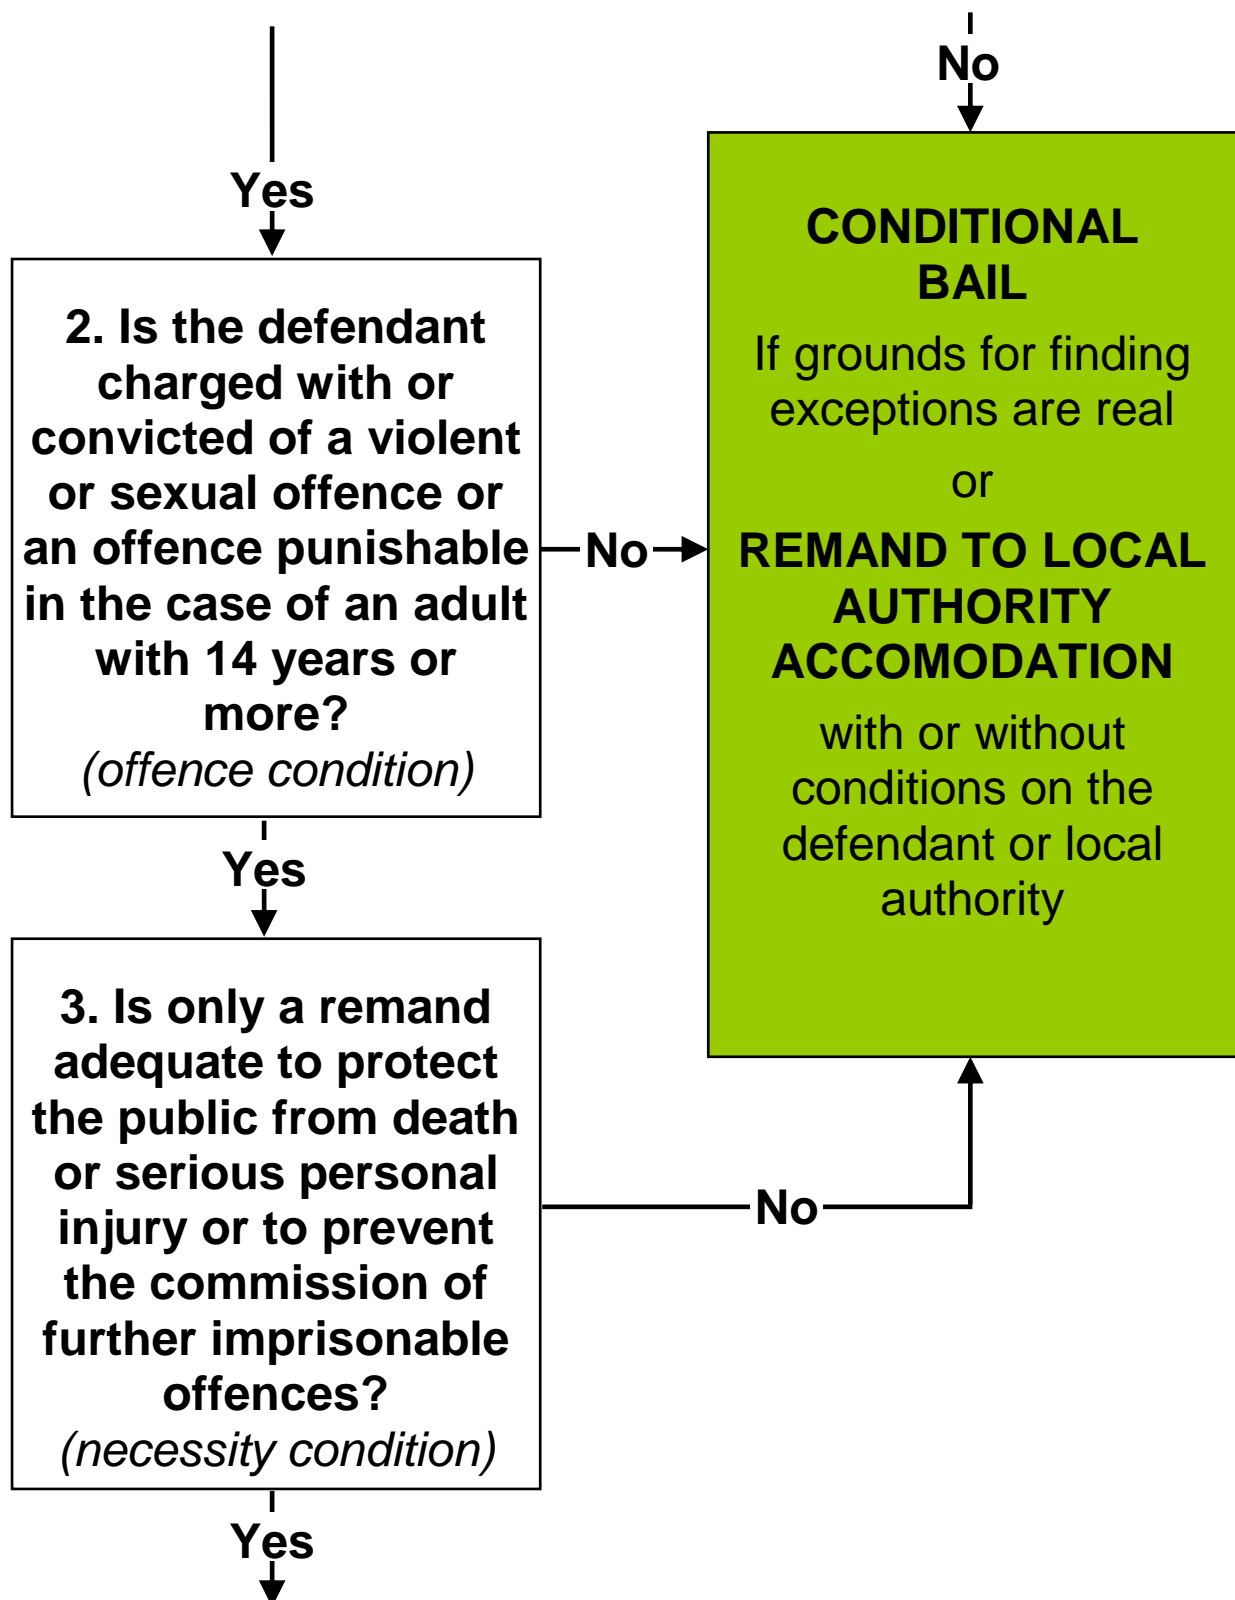 Yes
2. Is the defendant
charged with or
convicted of a violent
or sexual offence or
an offence punishable
in the case of an adult
with 14 years or
more?
(offence condition)
No
Yes
3. Is only a remand
adequate to protect
the public from death
or serious personal
injury or to prevent
the commission of
further imprisonable
offences?
(necessity condition)
No
Yes
No
CONDITIONAL
BAIL
If grounds for finding
exceptions are real
or
REMAND TO LOCAL
AUTHORITY
ACCOMODATION
with or without
conditions on the
defendant or local
authority